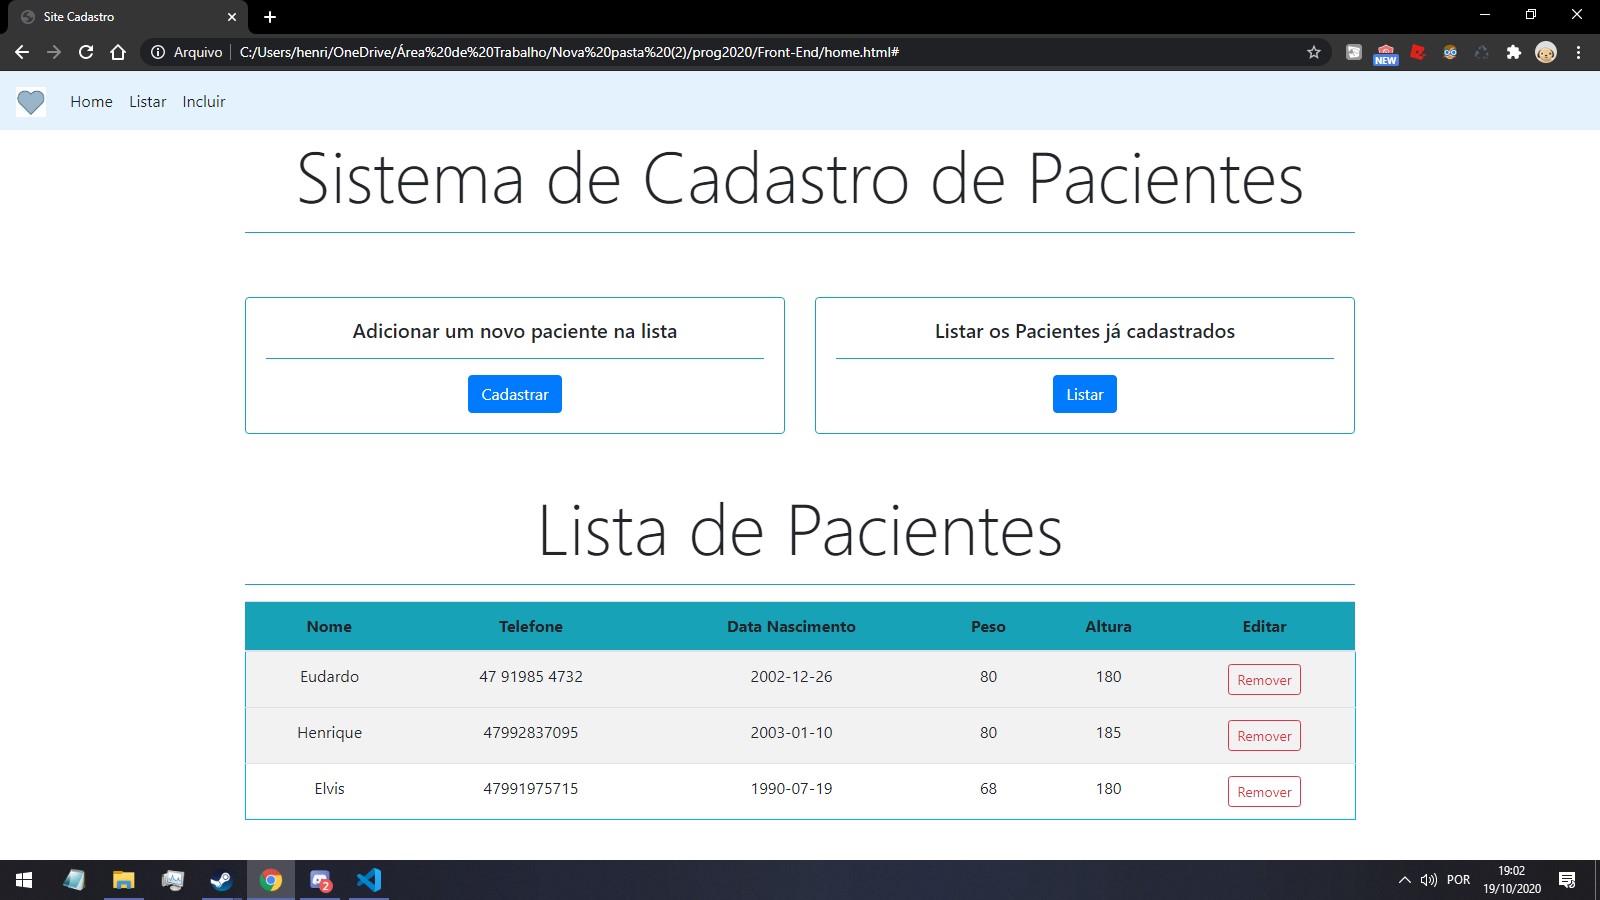 Site Cadastro
Arquivo C:/Users/henri/OneDrive/Área%20de%20Trabalho/Nova%20pasta%20(2)/prog2020/Front-End/home.html#
NEW
Home Listar Incluir
Sistema de Cadastro de Pacientes
Adicionar um novo paciente na lista
Cadastrar
Listar os Pacientes já cadastrados
Listar
Lista de Pacientes
Nome Telefone Data Nascimento Peso Altura Editar
Eudardo 47 91985 4732 2002-12-26 80 180 Remover
Henrique 47992837095 2003-01-10 80 185 Remover
Elvis 47991975715 1990-07-19 68 180 Remover
2
POR
19:02
19/10/2020